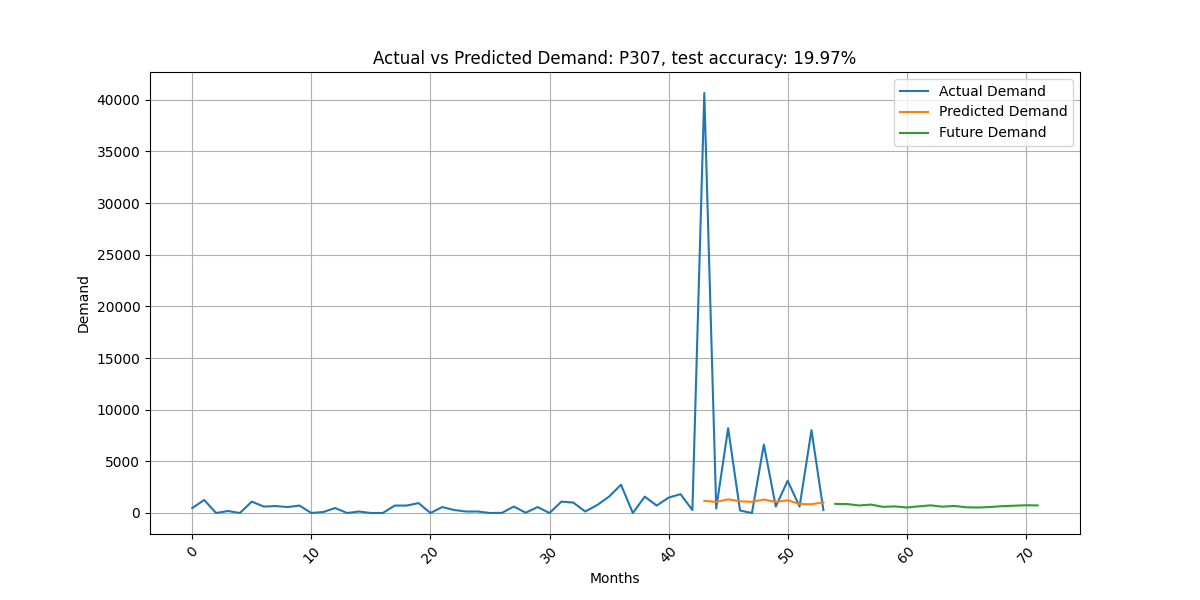 Actual vs Predicted Demand: P307, test accuracy: 19.97%
Actual Demand
Predicted Demand
Future Demand
40000
35000
30000
25000
20000
15000
10000
5000
0
Demand
0 10 20 30 40 50 60 70
Months